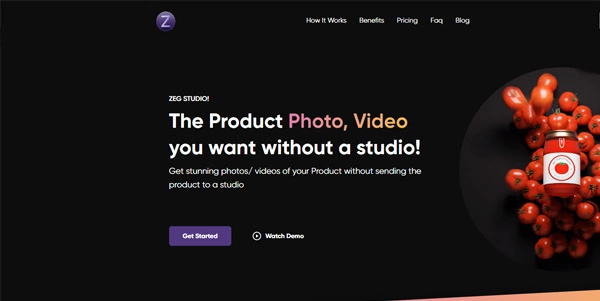 Z
How It Works Benefits Pricing Faq Blog
ZEG STUDIO!
The Product Photo, Video
you want without a studio!
Get stunning photos/ videos of your Product without sending the
product to a studio
Get Started Watch Demo